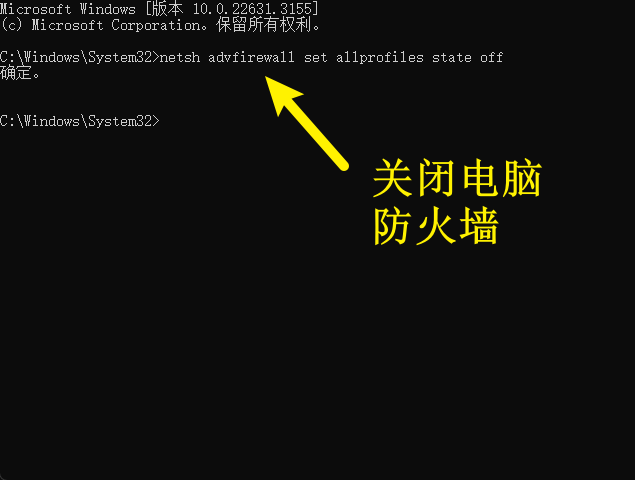 Microsoft Windows [版本 10.0.22631.3155]
(c) Microsoft Corporation。保留所有权利。
C:\Windows\System32>netsh advfirewall set allprofiles state off
确定。
C:\Windows\System32>
关闭电脑
防火墙